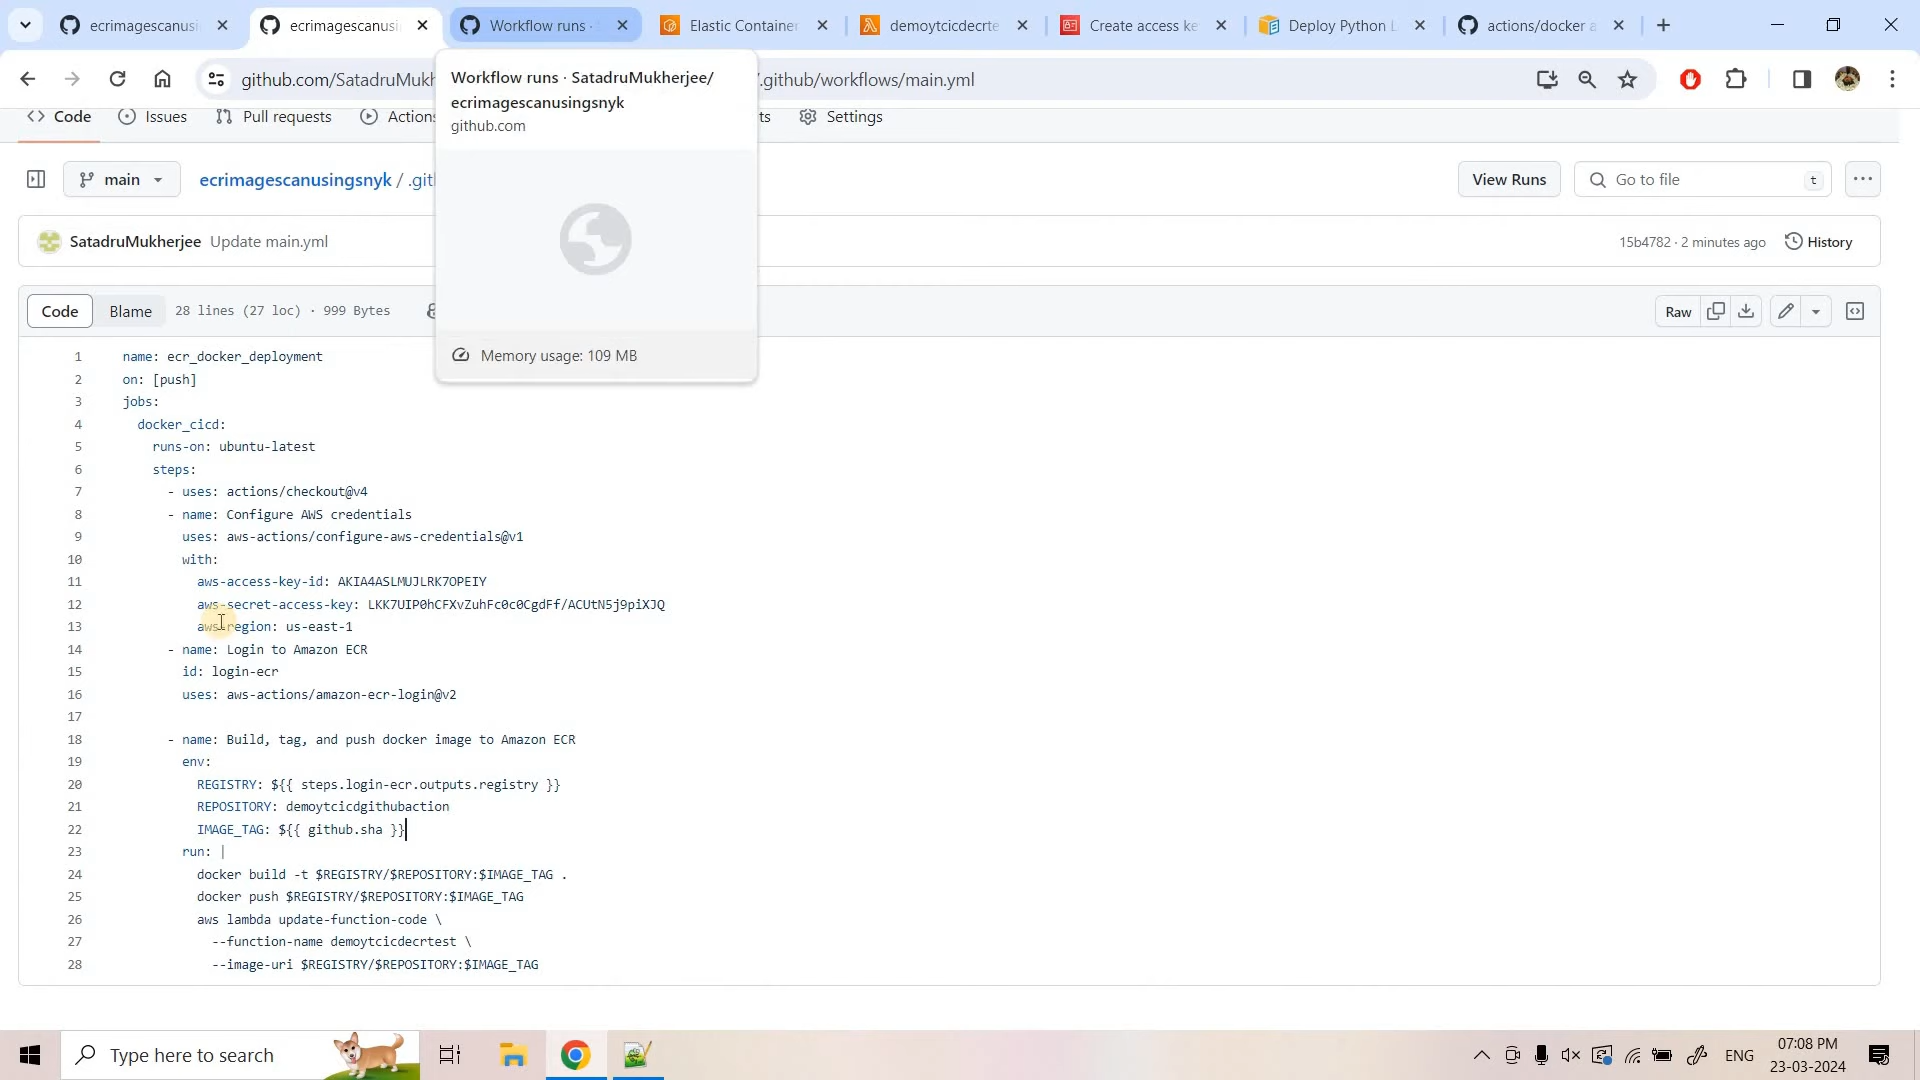 ecrimagescanusi
ecrimagescanusi
Workflow runs ·
Elastic Container
demoytcicdecrte
Create access ke
Deploy Python L
actions/docker a
github.com/SatadruMukh
/.github/workflows/main.yml
Workflow runs · SatadruMukherjee/
ecrimagescanusingsnyk
github.com
Memory usage: 109 MB
Code
Issues
Pull requests
Actions
ts
Settings
main
ecrimagescanusingsnyk / .gitl
View Runs
Go to file
t
SatadruMukherjee Update main.yml
15b4782 · 2 minutes ago
History
Code
Blame
28 lines (27 loc) · 999 Bytes
Raw
1 name: ecr_docker_deployment
2 on: [push]
3 jobs:
4 docker_cicd:
5 runs-on: ubuntu-latest
6 steps:
7 - uses: actions/checkout@v4
8 - name: Configure AWS credentials
9 uses: aws-actions/configure-aws-credentials@v1
10 with:
11 aws-access-key-id: AKIA4ASLMUJLRK7OPEIY
12 aws-secret-access-key: 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
13 aws-region: us-east-1
14 - name: Login to Amazon ECR
15 id: login-ecr
16 uses: aws-actions/amazon-ecr-login@v2
17
18 - name: Build, tag, and push docker image to Amazon ECR
19 env:
20 REGISTRY: ${{ steps.login-ecr.outputs.registry }}
21 REPOSITORY: demoytcicdgithubaction
22 IMAGE_TAG: ${{ github.sha }}
23 run: |
24 docker build -t $REGISTRY/$REPOSITORY:$IMAGE_TAG .
25 docker push $REGISTRY/$REPOSITORY:$IMAGE_TAG
26 aws lambda update-function-code \
27 --function-name demoytcicdecrtest \
28 --image-uri $REGISTRY/$REPOSITORY:$IMAGE_TAG
Type here to search
ENG
07:08 PM
23-03-2024